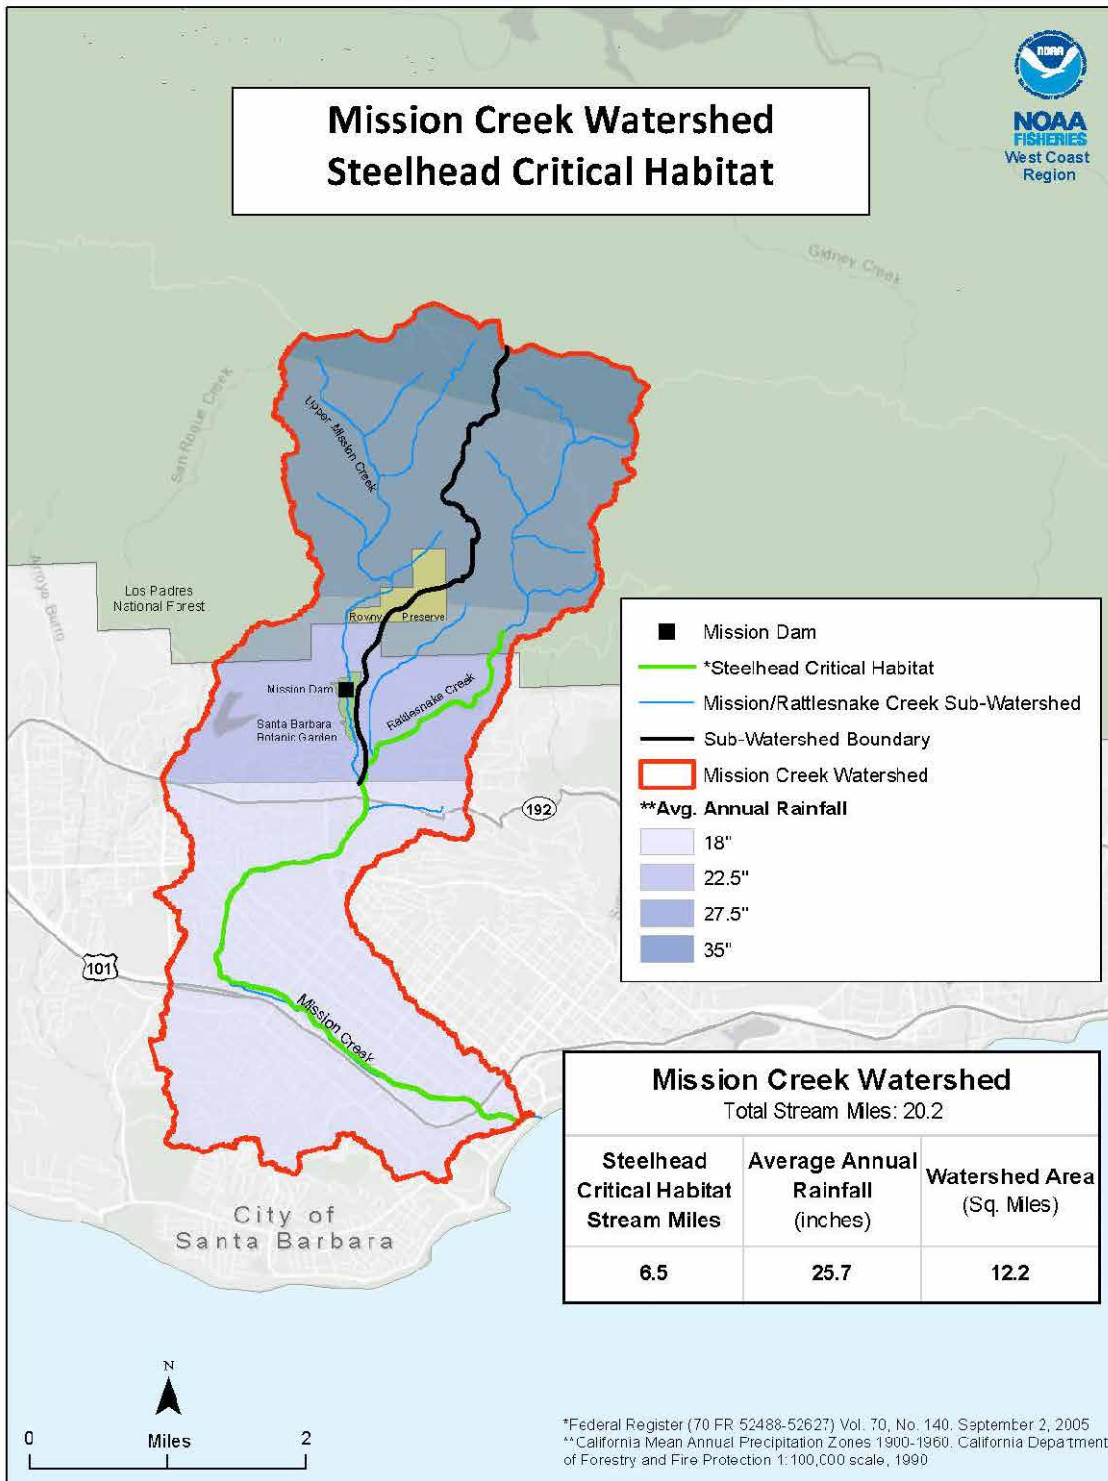 Mission Creek Watershed
Steelhead Critical Habitat
NOAA
NOAA
FISHERIES
West Coast
Region
Gidney Creek
San Roque Creek
Upper Mission Creek
Arroyo Burro
Los Padres
National Forest
Rowny Preserve
Mission Dam
Santa Barbara
Botanic Garden
Rattlesnake Creek
192
101
Mission Creek
City of
Santa Barbara
Mission Dam
*Steelhead Critical Habitat
Mission/Rattlesnake Creek Sub-Watershed
Sub-Watershed Boundary
Mission Creek Watershed
**Avg. Annual Rainfall
18"
22.5"
27.5"
35"
Mission Creek Watershed
Total Stream Miles: 20.2
Steelhead
Critical Habitat
Stream Miles
Average Annual
Rainfall
(inches)
Watershed Area
(Sq. Miles)
6.5
25.7
12.2
N
0 Miles 2
*Federal Register (70 FR 52488-52627) Vol. 70, No. 140. September 2, 2005
**California Mean Annual Precipitation Zones 1900-1960. California Department
of Forestry and Fire Protection 1:100,000 scale, 1990